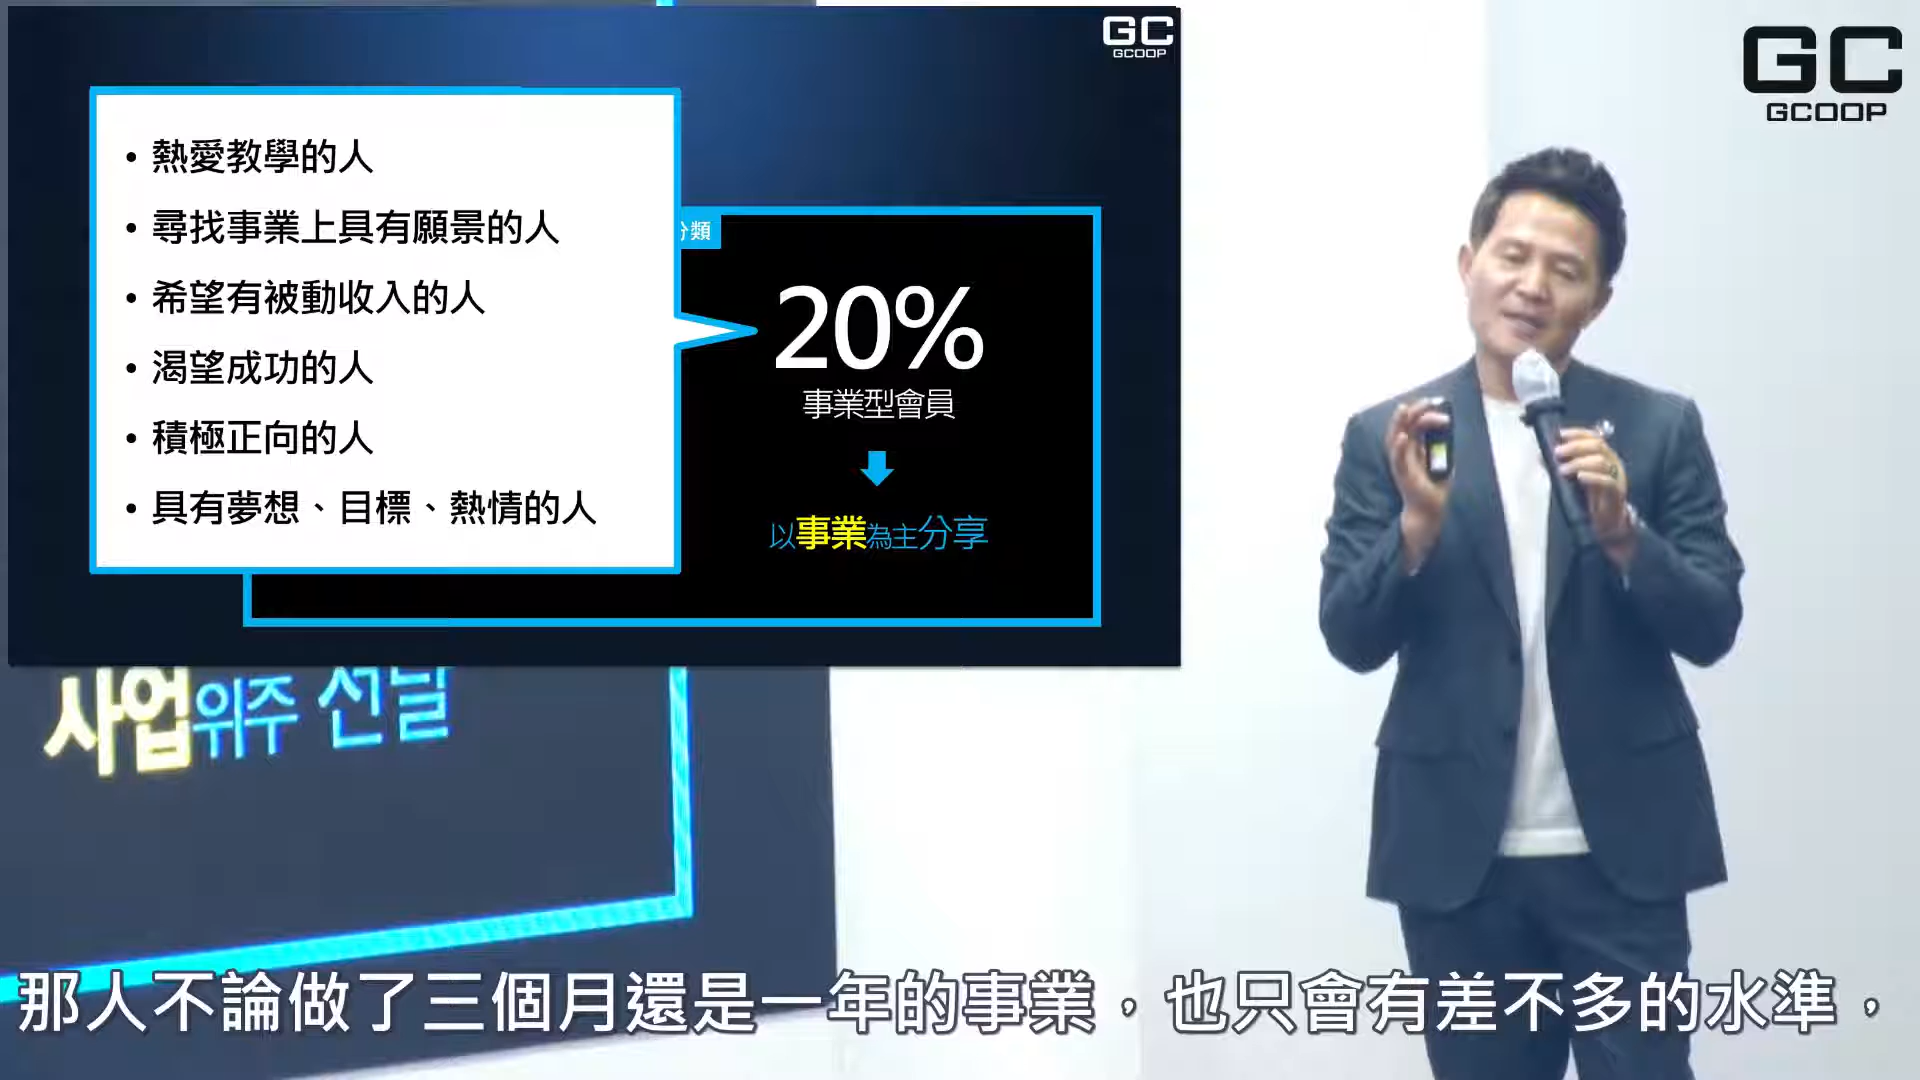 GC
GCOOP
GC
GCOOP
• 熱愛教學的人
• 尋找事業上具有願景的人
• 希望有被動收入的人
• 渴望成功的人
• 積極正向的人
• 具有夢想、目標、熱情的人
分類
20%
事業型會員
以事業為主分享
사업위주 전달
那人不論做了三個月還是一年的事業，也只會有差不多的水準，